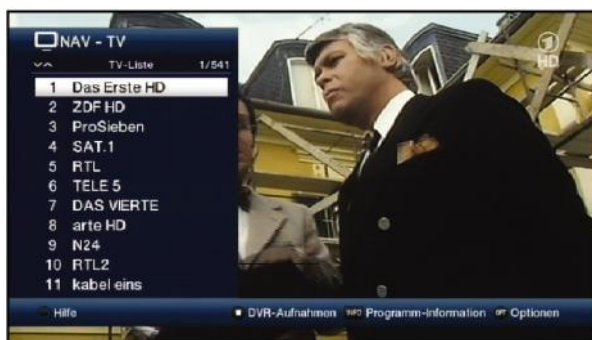 NAV - TV
TV-Liste 1/541
1 Das Erste HD
2 ZDF HD
3 ProSieben
4 SAT.1
5 RTL
6 TELE 5
7 DAS VIERTE
8 arte HD
9 N24
10 RTL2
11 kabel eins
Hilfe DVR-Aufnahmen INFO Programm-Information OPT Optionen
1
HD